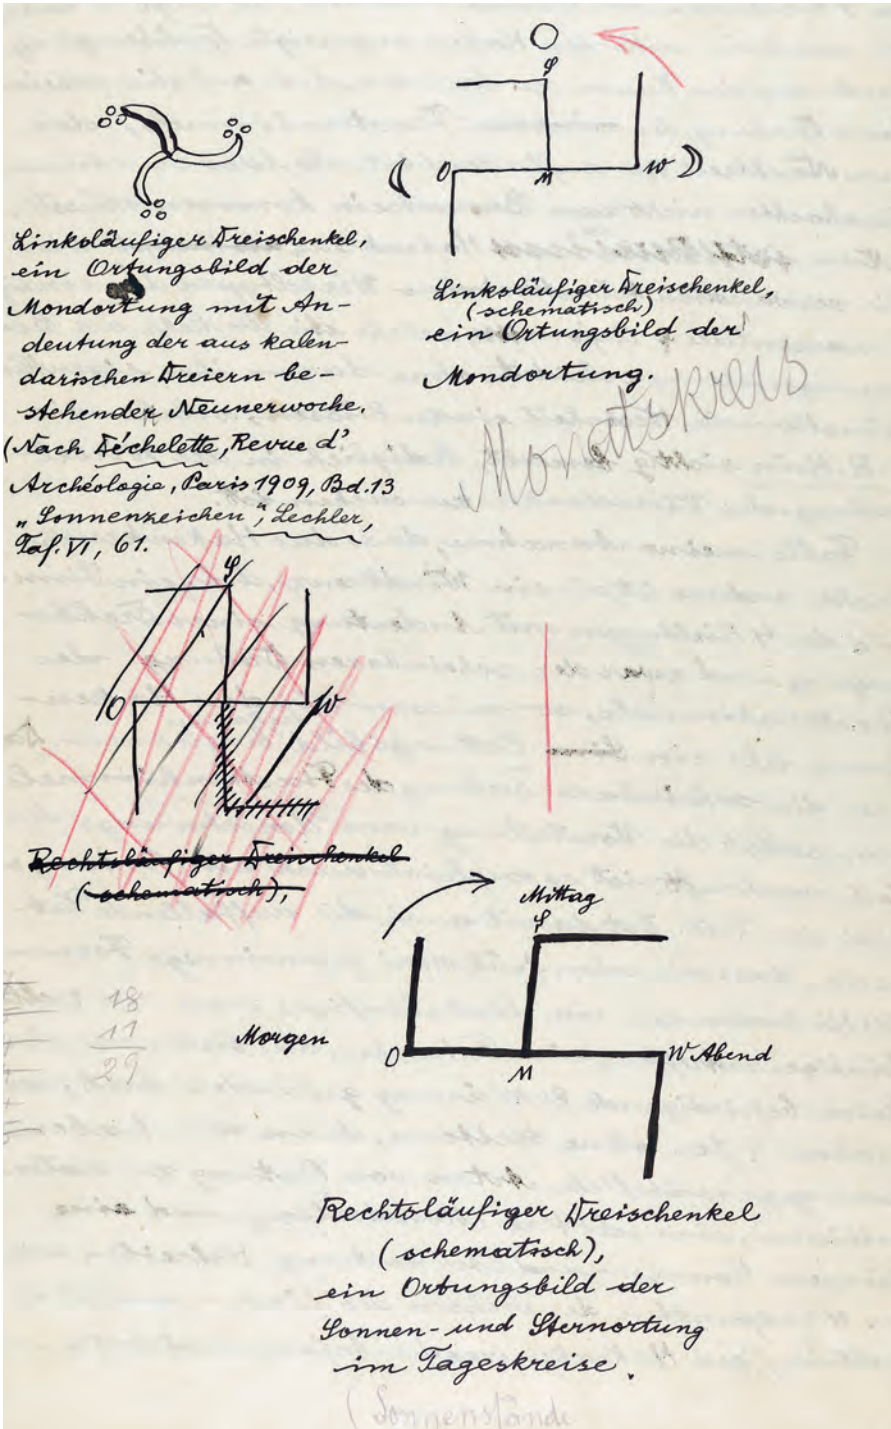 S
O
M
W
Linksläufiger Dreischenkel,
ein Ortungsbild der
Mondortung mit An-
deutung der aus kalen-
darischen Dreiern be-
stehender Neunerwoche.
(Nach Déchelette, Revue d'
Archéologie, Paris 1909, Bd. 13
"Sonnenzeichen", Lechler,
Taf. VI, 61.
Linksläufiger Dreischenkel,
(schematisch)
ein Ortungsbild der
Mondortung.
Monatskreis
S
O
W
Rechtsläufiger Dreischenkel
(schematisch),
Mittag
S
18
11
29
Morgen
O
M
W Abend
Rechtsläufiger Dreischenkel
(schematisch),
ein Ortungsbild der
Sonnen- und Sternortung
im Tageskreise.
(Sonnenstände